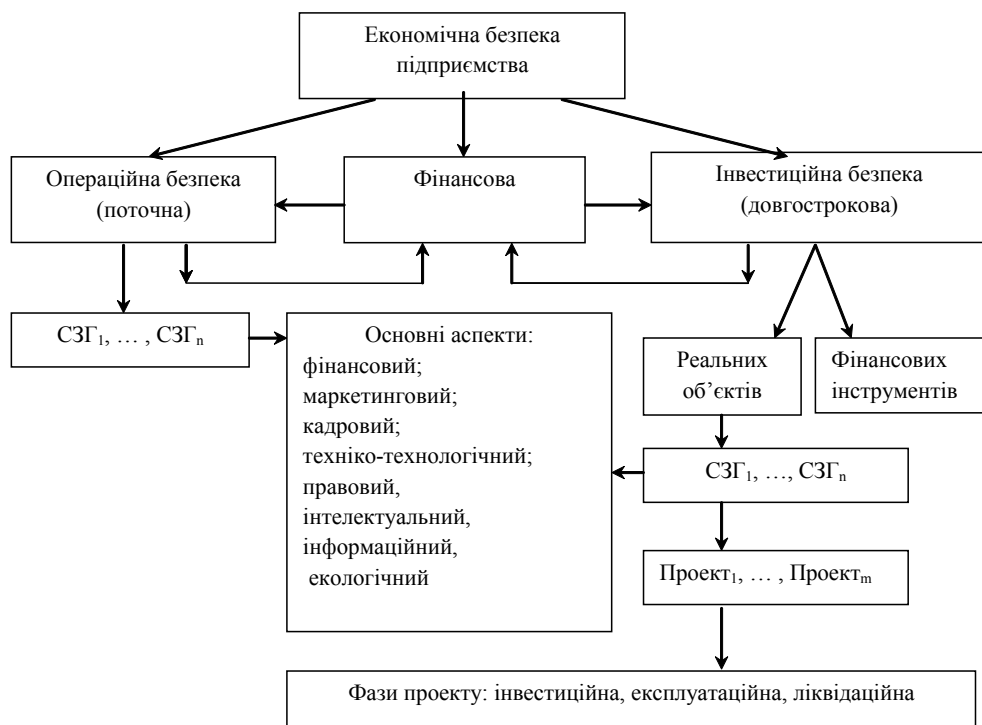 Економічна безпека
підприємства
Операційна безпека
(поточна)
Фінансова
Інвестиційна безпека
(довгострокова)
СЗГ₁, … , СЗГₙ
Основні аспекти:
фінансовий;
маркетинговий;
кадровий;
техніко-технологічний;
правовий,
інтелектуальний,
інформаційний,
екологічний
Реальних
об’єктів
Фінансових
інструментів
СЗГ₁, …, СЗГₙ
Проект₁, … , Проектₘ
Фази проекту: інвестиційна, експлуатаційна, ліквідаційна